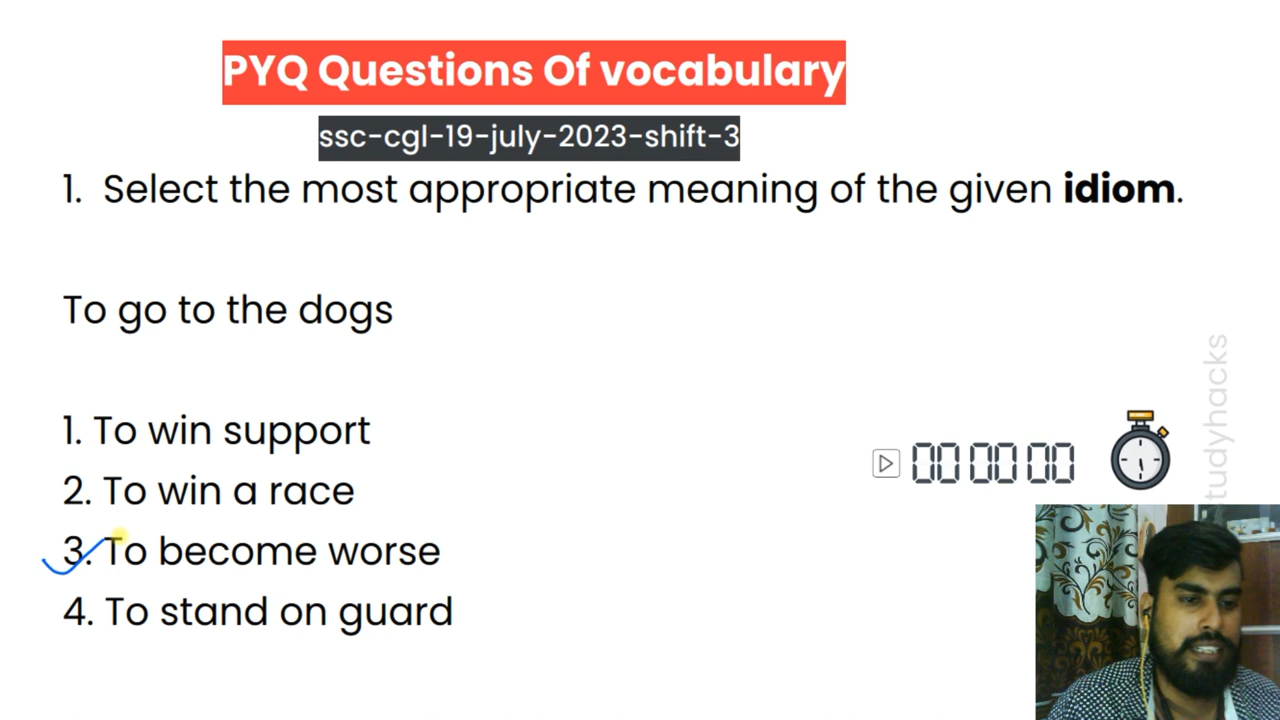 PYQ Questions Of vocabulary
ssc-cgl-19-july-2023-shift-3
1. Select the most appropriate meaning of the given idiom.
To go to the dogs
1. To win support
2. To win a race
3. To become worse
4. To stand on guard
00 00 00
tudyhacks